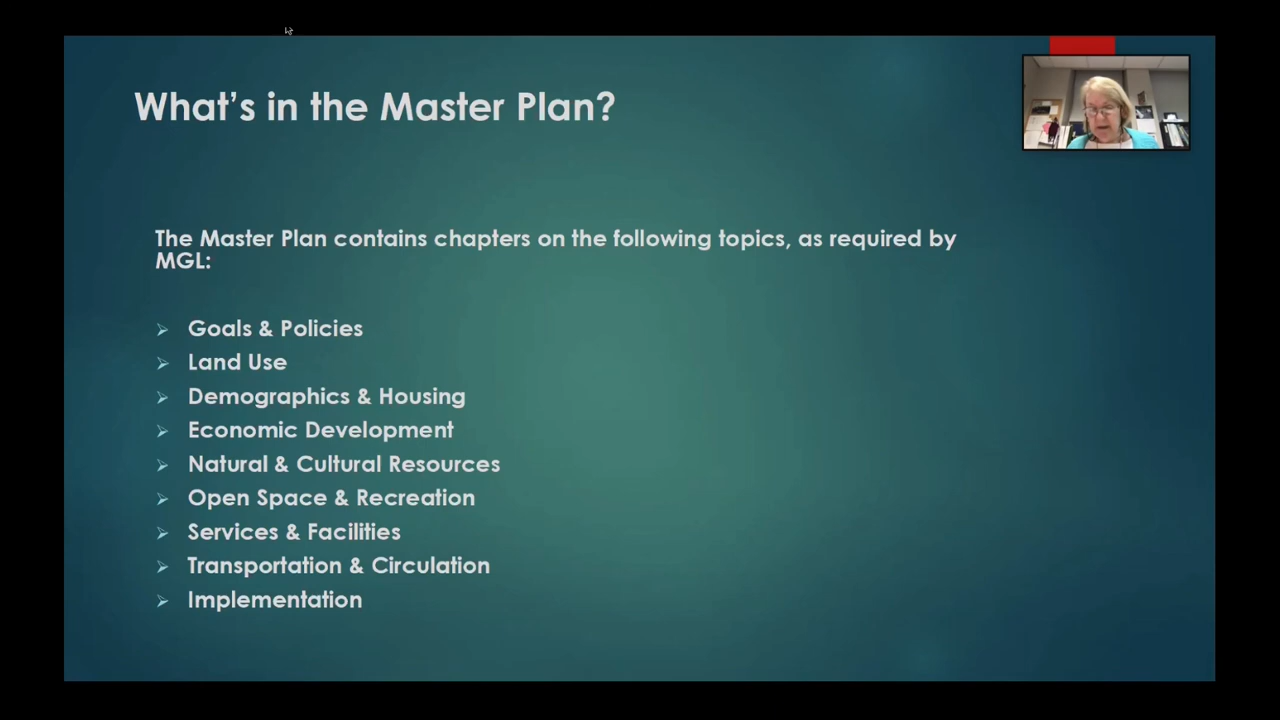 What's in the Master Plan?
The Master Plan contains chapters on the following topics, as required by
MGL:
Goals & Policies
Land Use
Demographics & Housing
Economic Development
Natural & Cultural Resources
Open Space & Recreation
Services & Facilities
Transportation & Circulation
Implementation